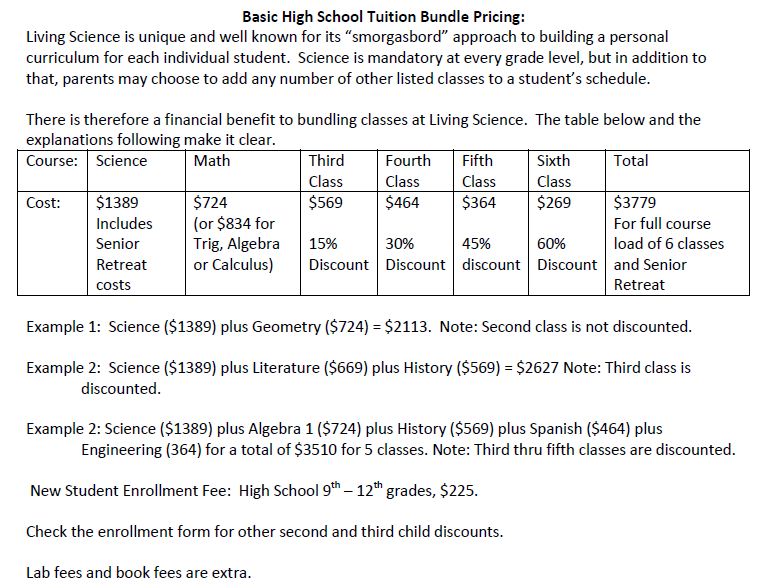 Basic High School Tuition Bundle Pricing:
Living Science is unique and well known for its “smorgasbord” approach to building a personal
curriculum for each individual student.  Science is mandatory at every grade level, but in addition to
that, parents may choose to add any number of other listed classes to a student’s schedule.
There is therefore a financial benefit to bundling classes at Living Science.  The table below and the
explanations following make it clear.
Course: Science Math Third Fourth Fifth Sixth Total
Class Class Class Class
Cost: $1389 $724 $569 $464 $364 $269 $3779
Includes (or $834 for For full course
Senior Trig, Algebra 15% 30% 45% 60% load of 6 classes
Retreat or Calculus) Discount Discount discount Discount and Senior
costs Retreat
Example 1:  Science ($1389) plus Geometry ($724) = $2113.  Note: Second class is not discounted.
Example 2:  Science ($1389) plus Literature ($669) plus History ($569) = $2627 Note: Third class is
discounted.
Example 2: Science ($1389) plus Algebra 1 ($724) plus History ($569) plus Spanish ($464) plus
Engineering (364) for a total of $3510 for 5 classes. Note: Third thru fifth classes are discounted.
New Student Enrollment Fee:  High School 9th – 12th grades, $225.
Check the enrollment form for other second and third child discounts.
Lab fees and book fees are extra.